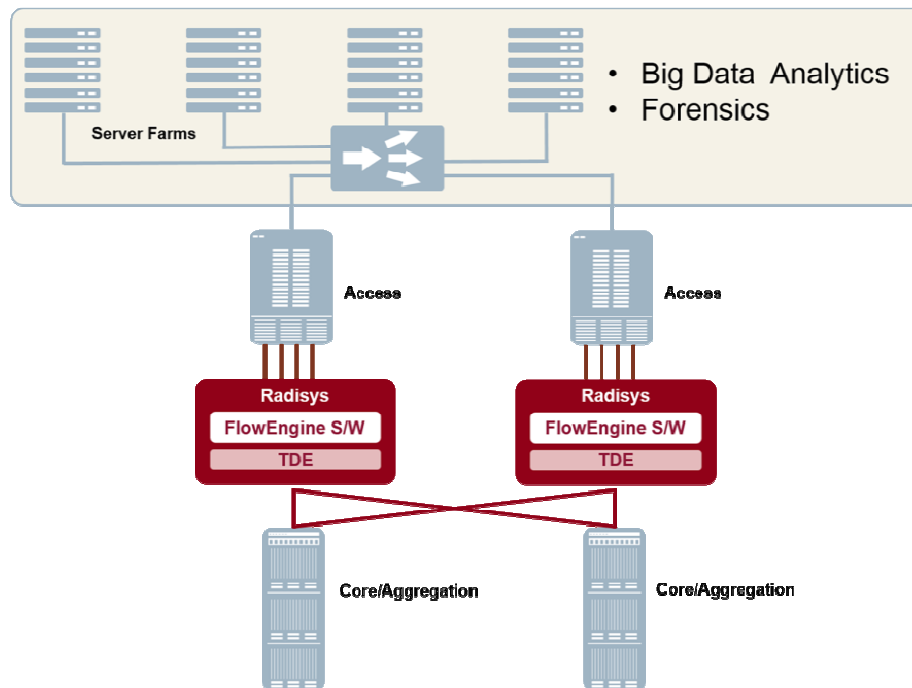 • Big Data Analytics
• Forensics
Server Farms
Access
Access
Radisys
FlowEngine S/W
TDE
Radisys
FlowEngine S/W
TDE
Core/Aggregation
Core/Aggregation